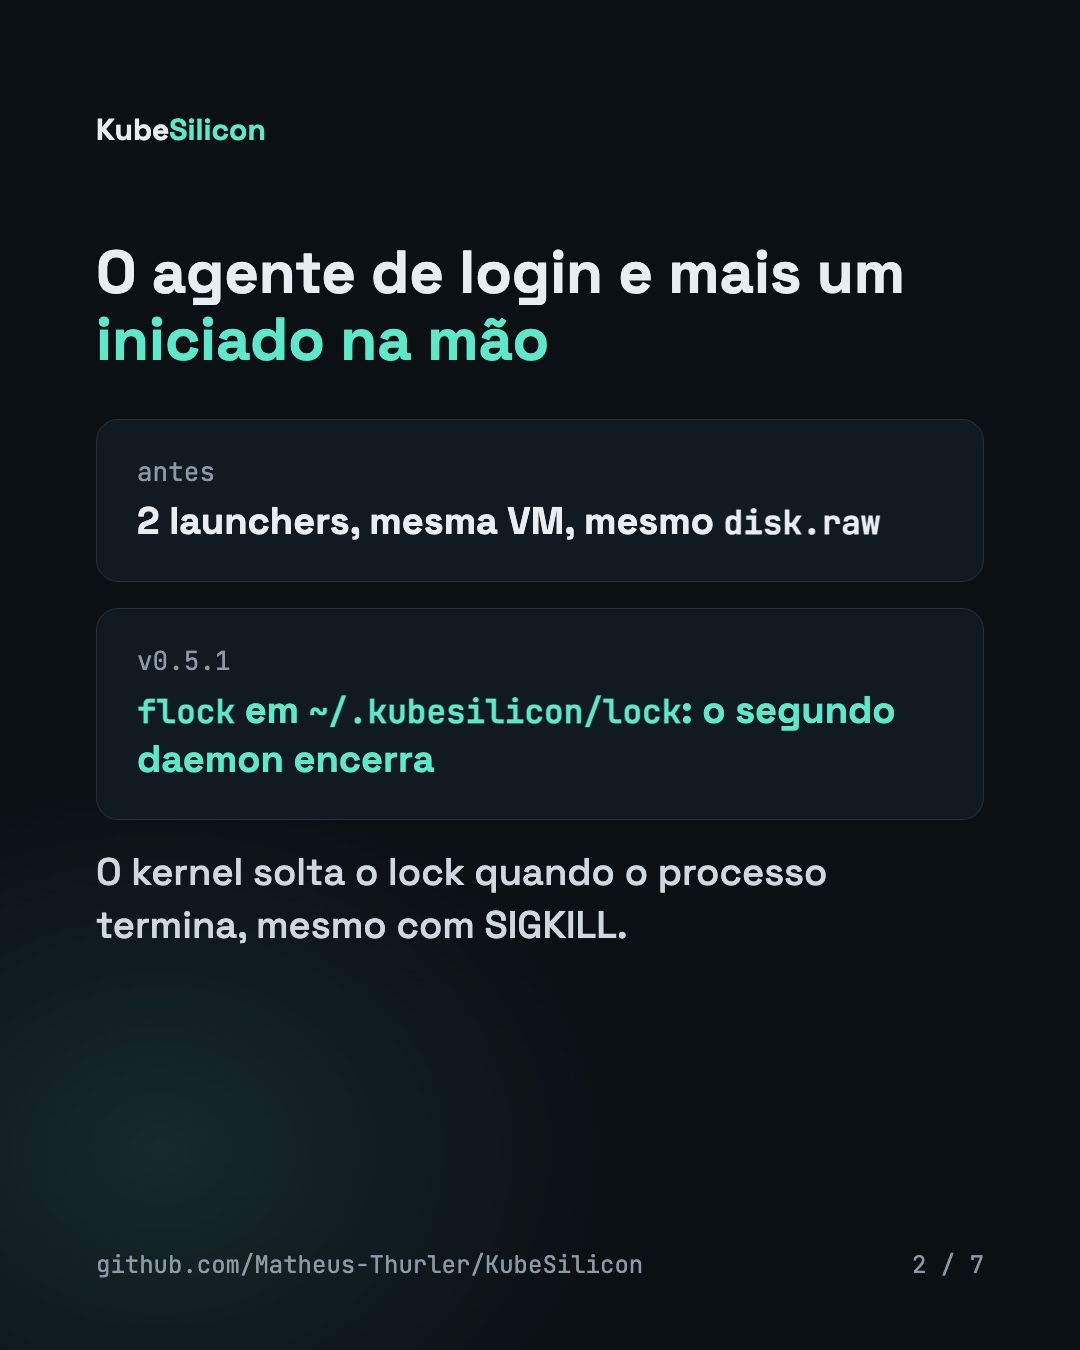 KubeSilicon
O agente de login e mais um
iniciado na mão
antes
2 launchers, mesma VM, mesmo disk.raw
v0.5.1
flock em ~/.kubesilicon/lock: o segundo
daemon encerra
O kernel solta o lock quando o processo
termina, mesmo com SIGKILL.
github.com/Matheus-Thurler/KubeSilicon
2 / 7